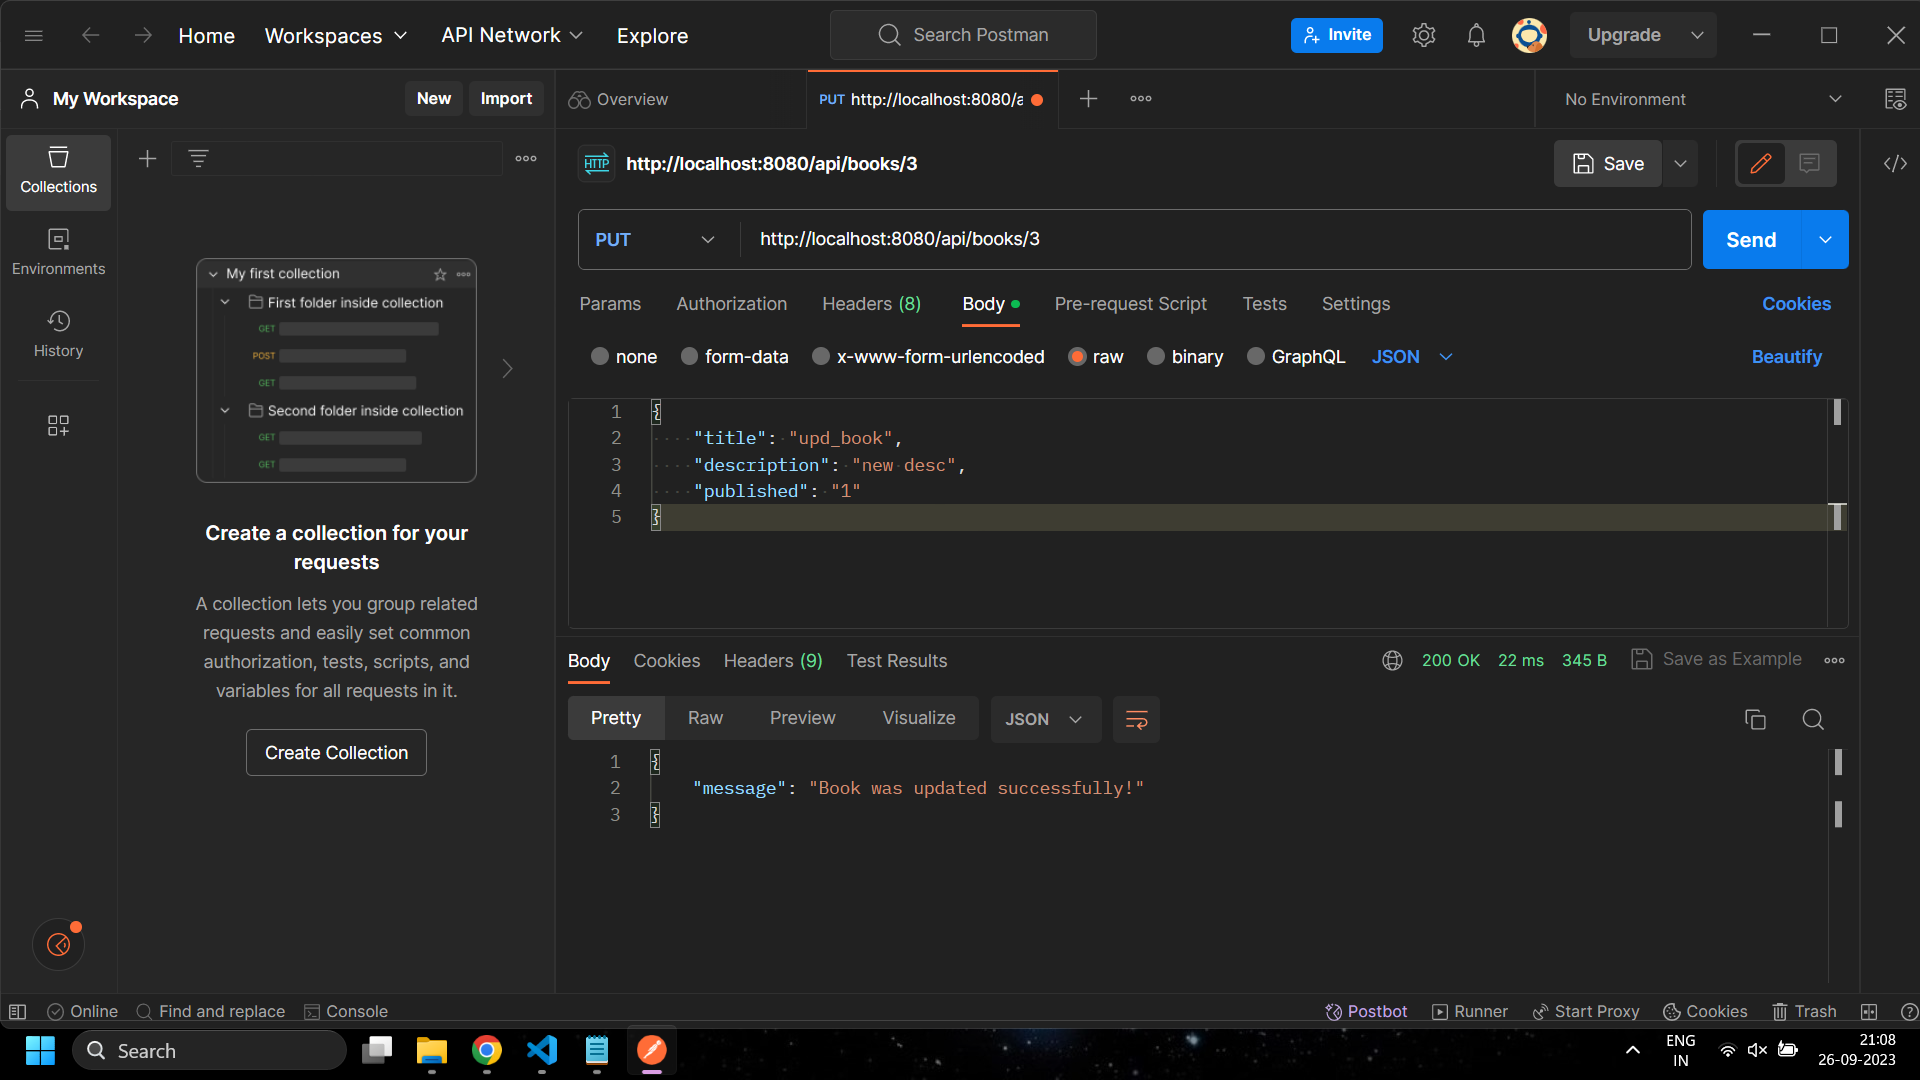 Home Workspaces API Network Explore Search Postman Invite Upgrade
My Workspace New Import Overview PUT http://localhost:8080/a No Environment
Collections
Environments
History
My first collection
First folder inside collection
GET
POST
GET
Second folder inside collection
GET
GET
Create a collection for your
requests
A collection lets you group related
requests and easily set common
authorization, tests, scripts, and
variables for all requests in it.
Create Collection
HTTP http://localhost:8080/api/books/3 Save
PUT http://localhost:8080/api/books/3 Send
Params Authorization Headers (8) Body Pre-request Script Tests Settings Cookies
none form-data x-www-form-urlencoded raw binary GraphQL JSON Beautify
1 {
2 "title": "upd_book",
3 "description": "new desc",
4 "published": "1"
5 }
Body Cookies Headers (9) Test Results 200 OK 22 ms 345 B Save as Example
Pretty Raw Preview Visualize JSON
1 {
2 "message": "Book was updated successfully!"
3 }
Online Find and replace Console Postbot Runner Start Proxy Cookies Trash
Search ENG 21:08
IN 26-09-2023